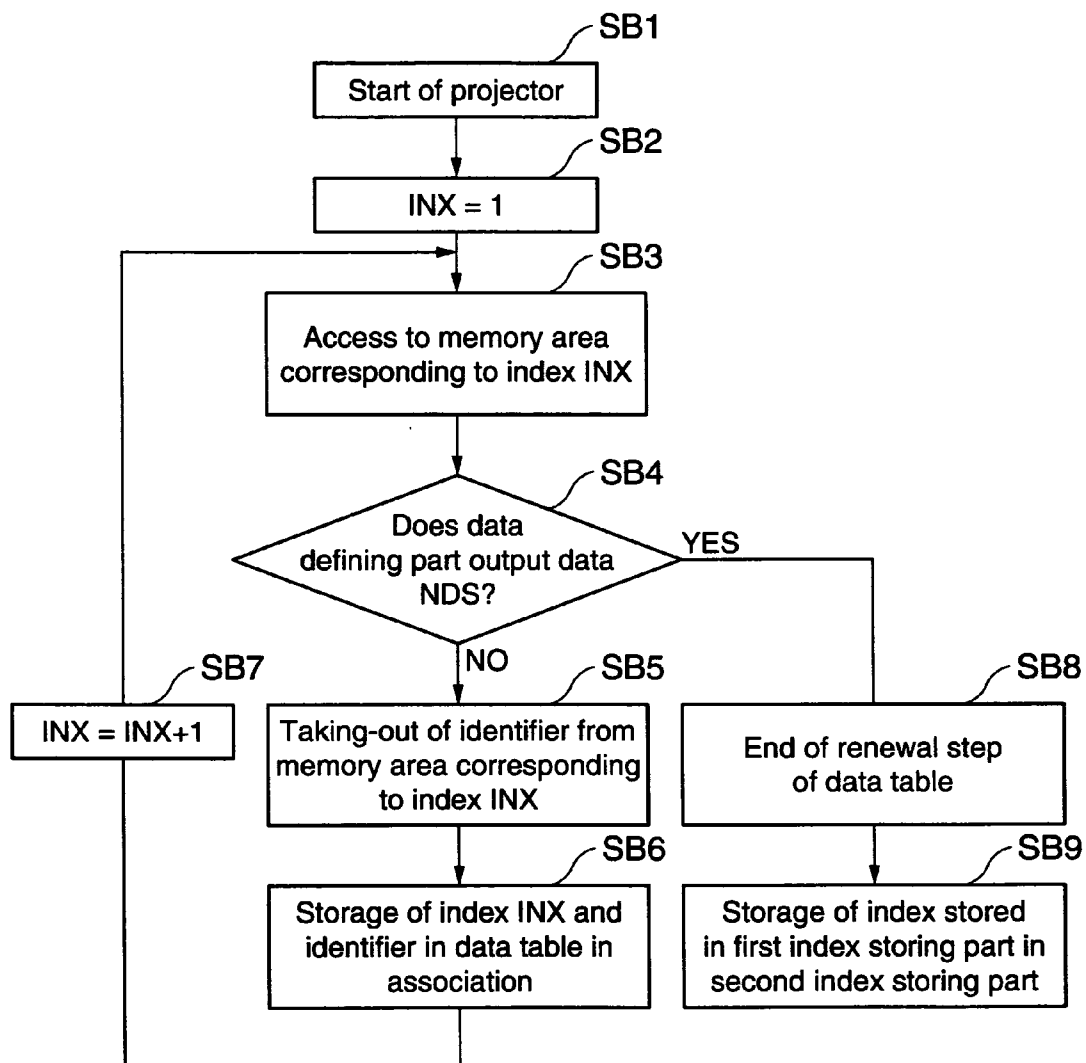 SB1
Start of projector
SB2
INX = 1
SB3
Access to memory area
corresponding to index INX
SB4
Does data
defining part output data
NDS?
YES
NO
SB7
INX = INX+1
SB5
Taking-out of identifier from
memory area corresponding
to index INX
SB8
End of renewal step
of data table
SB6
Storage of index INX and
identifier in data table in
association
SB9
Storage of index stored
in first index storing part in
second index storing part